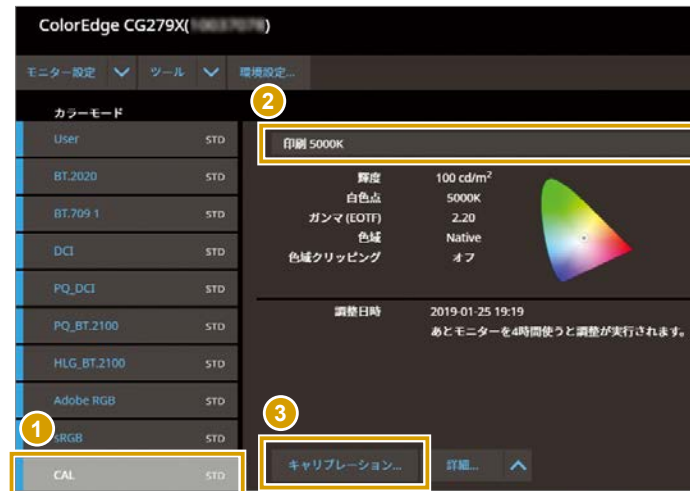 ColorEdge CG279X( )
モニター設定 ツール 環境設定...
カラーモード
2
User STD
印刷 5000K
BT.2020 STD
輝度 100 cd/m²
白色点 5000K
BT.709 1 STD
ガンマ (EOTF) 2.20
色域 Native
DCI STD
色域クリッピング オフ
PQ_DCI STD
調整日時 2019-01-25 19:19
PQ_BT.2100 STD
あとモニターを4時間使うと調整が実行されます。
HLG_BT.2100 STD
Adobe RGB STD
3
1
sRGB STD
キャリブレーション... 詳細...
CAL STD